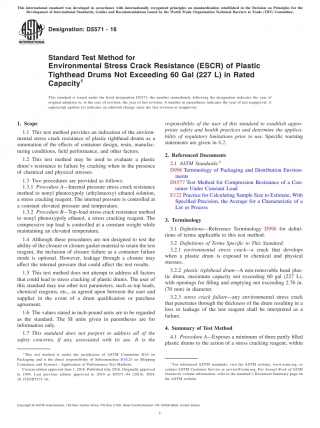 This international standard was developed in accordance with internationally recognized principles on standardization established in the Decision on Principles for the
Development of International Standards, Guides and Recommendations issued by the World Trade Organization Technical Barriers to Trade (TBT) Committee.
Designation: D5571 − 16
Standard Test Method for
Environmental Stress Crack Resistance (ESCR) of Plastic
Tighthead Drums Not Exceeding 60 Gal (227 L) in Rated
Capacity1
This standard is issued under the fixed designation D5571; the number immediately following the designation indicates the year of
original adoption or, in the case of revision, the year of last revision. A number in parentheses indicates the year of last reapproval. A
superscript epsilon (ε) indicates an editorial change since the last revision or reapproval.
1. Scope
1.1 This test method provides an indication of the environ-
mental stress crack resistance of plastic tighthead drums as a
summation of the effects of container design, resin, manufac-
turing conditions, field performance, and other factors.
1.2 This test method may be used to evaluate a plastic
drum's resistance to failure by cracking when in the presence
of chemical and physical stresses.
1.3 Two procedures are provided as follows:
1.3.1 Procedure A—Internal pressure stress crack resistance
method to nonyl phenoxypoly (ethyleneoxy) ethanol solution,
a stress cracking reagent. The internal pressure is controlled at
a constant elevated pressure and temperature.
1.3.2 Procedure B—Top-load stress crack resistance method
to nonyl phenoxypoly ethanol, a stress cracking reagent. The
compressive top load is controlled at a constant weight while
maintaining an elevated temperature.
1.4 Although these procedures are not designed to test the
ability of the closure or closure gasket material to retain the test
reagent, the inclusion of closure failure as a container failure
mode is optional. However, leakage through a closure may
affect the internal pressure that could affect the test results.
1.5 This test method does not attempt to address all factors
that could lead to stress cracking of plastic drums. The user of
this standard may use other test parameters, such as top loads,
chemical reagents, etc., as agreed upon between the user and
supplier in the event of a drum qualification or purchase
agreement.
1.6 The values stated in inch-pound units are to be regarded
as the standard. The SI units given in parentheses are for
information only.
1.7 This standard does not purport to address all of the
safety concerns, if any, associated with its use. It is the
1 This test method is under the jurisdiction of ASTM Committee D10 on
Packaging and is the direct responsibility of Subcommittee D10.21 on Shipping
Containers and Systems - Application of Performance Test Methods.
Current edition approved June 1, 2016. Published July 2016. Originally approved
in 1994. Last previous edition approved in 2010 as D5571–94 (2010). DOI:
10.1520/D5571-16.
responsibility of the user of this standard to establish appro-
priate safety and health practices and determine the applica-
bility of regulatory limitations prior to use. Specific warning
statements are given in 6.2.
2. Referenced Documents
2.1 ASTM Standards:2
D996 Terminology of Packaging and Distribution Environ-
ments
D4577 Test Method for Compression Resistance of a Con-
tainer Under Constant Load
E122 Practice for Calculating Sample Size to Estimate, With
Specified Precision, the Average for a Characteristic of a
Lot or Process
3. Terminology
3.1 Definitions—Reference Terminology D996 for defini-
tions of terms applicable to this test method.
3.2 Definitions of Terms Specific to This Standard:
3.2.1 environmental stress crack—a crack that develops
when a plastic drum is exposed to chemical and physical
stresses.
3.2.2 plastic tighthead drum—A non-removable head plas-
tic drum, maximum capacity not exceeding 60 gal (227 L),
with openings for filling and emptying not exceeding 2.76 in.
(70 mm) in diameter.
3.2.3 stress crack failure—any environmental stress crack
that penetrates through the thickness of the drum resulting in a
loss or leakage of the test reagent shall be interpreted as a
failure.
4. Summary of Test Method
4.1 Procedure A—Exposes a minimum of three partly filled
plastic drums to the action of a stress cracking reagent, within
2 For referenced ASTM standards, visit the ASTM website, www.astm.org, or
contact ASTM Customer Service at service@astm.org. For Annual Book of ASTM
Standards volume information, refer to the standard's Document Summary page on
the ASTM website.
Copyright © ASTM International, 100 Barr Harbor Drive, PO Box C700, West Conshohocken, PA 19428-2959. United States
1